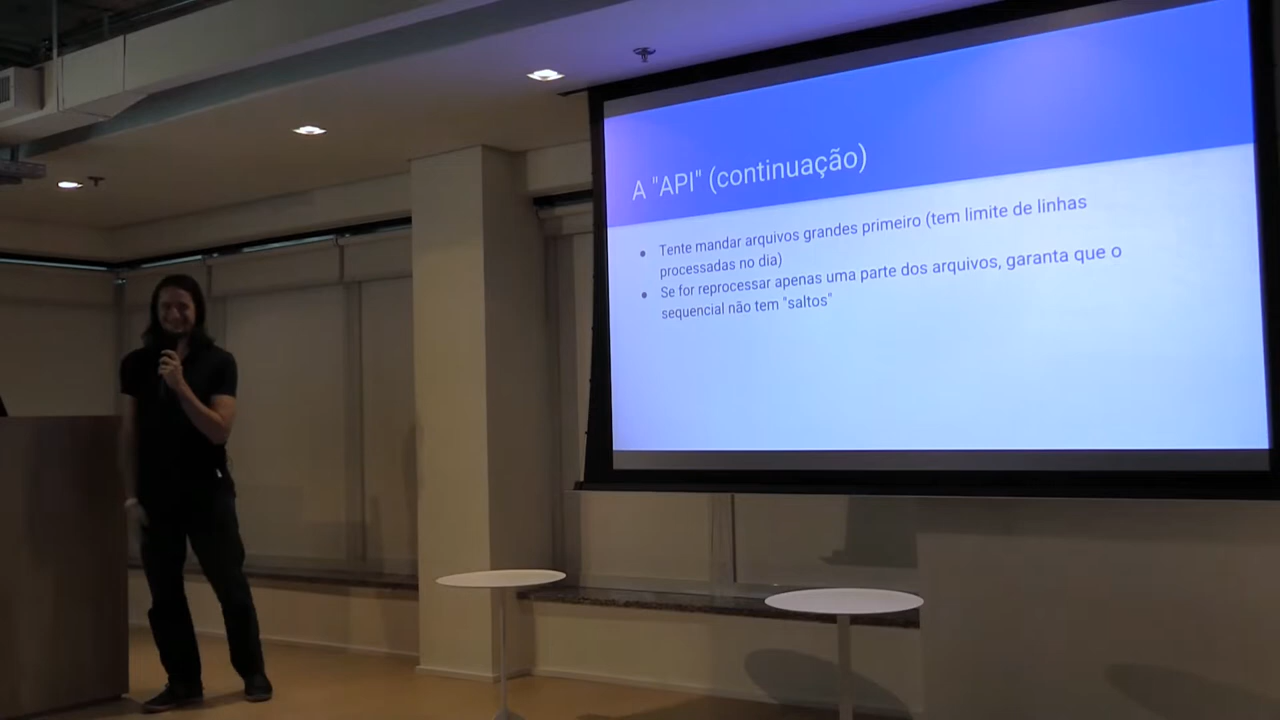 A "API" (continuação)
● Tente mandar arquivos grandes primeiro (tem limite de linhas
processadas no dia)
● Se for reprocessar apenas uma parte dos arquivos, garanta que o
sequencial não tem "saltos"